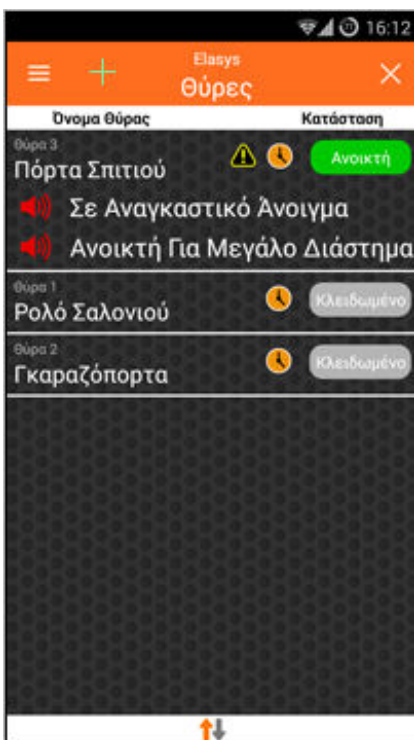 16:12
Elasys
Θύρες
Όνομα Θύρας Κατάσταση
Θύρα 3
Πόρτα Σπιτιού Ανοικτή
Σε Αναγκαστικό Άνοιγμα
Ανοικτή Για Μεγάλο Διάστημα
Θύρα 1
Ρολό Σαλονιού Κλειδωμένο
Θύρα 2
Γκαραζόπορτα Κλειδωμένο